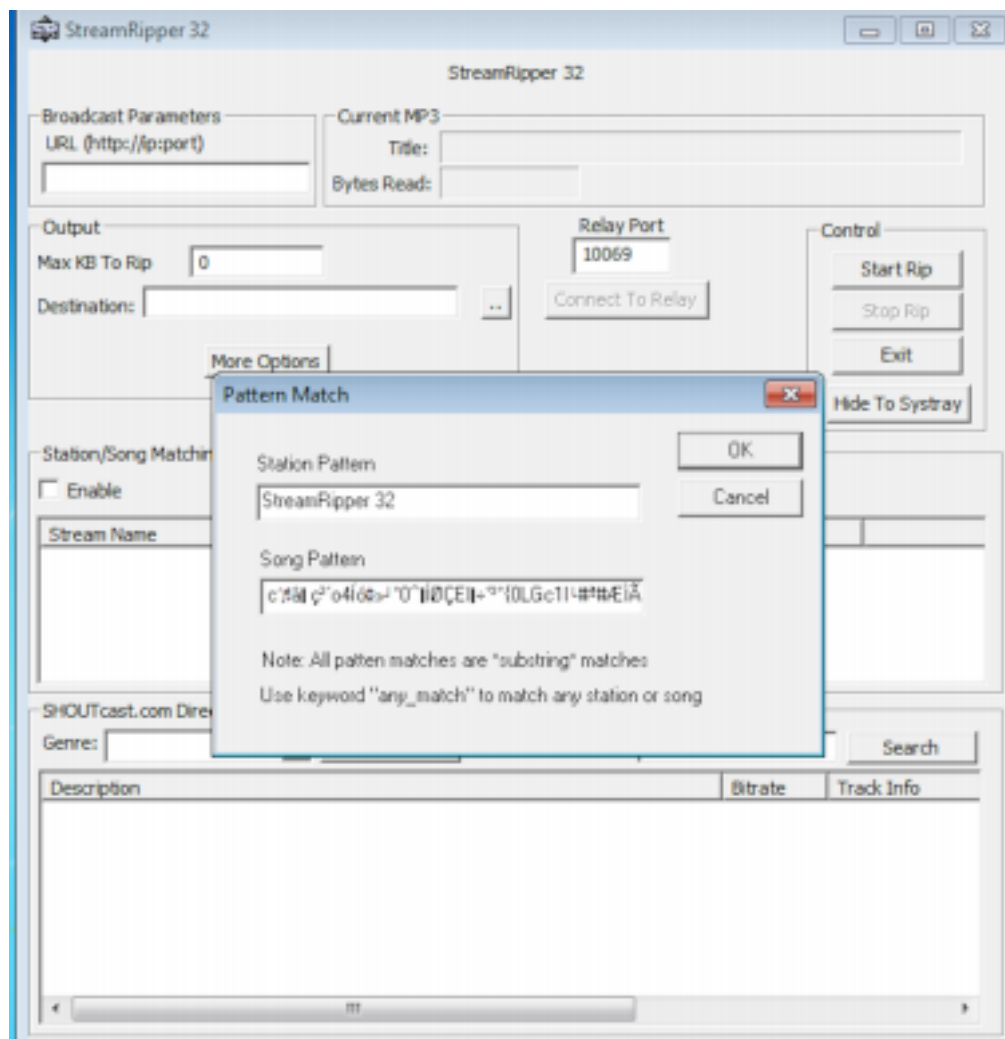 StreamRipper 32
StreamRipper 32
Broadcast Parameters
URL (http://ip:port)
Current MP3
Title:
Bytes Read:
Output
Max KB To Rip 0
Destination: ..
More Options
Relay Port
10069
Connect To Relay
Control
Start Rip
Stop Rip
Exit
Hide To Systray
Station/Song Matchin
Enable
Stream Name
Pattern Match
Station Pattern
StreamRipper 32
Song Pattern
Note: All patten matches are "substring" matches
Use keyword "any_match" to match any station or song
OK
Cancel
SHOUTcast.com Dire
Genre:
Search
Description Bitrate Track Info